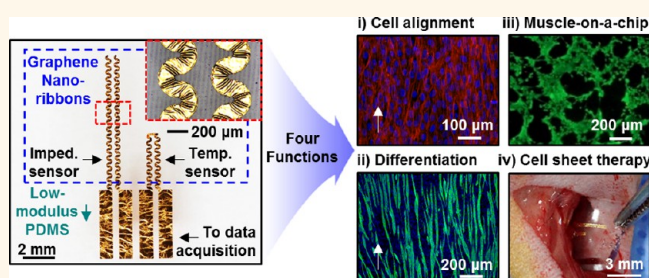 Graphene
Nano-
ribbons
200 µm
Imped.
sensor
Temp.
sensor
Low-
modulus
PDMS
To data
acquisition
2 mm
Four
Functions
i) Cell alignment
100 µm
ii) Differentiation
200 µm
iii) Muscle-on-a-chip
200 µm
iv) Cell sheet therapy
3 mm